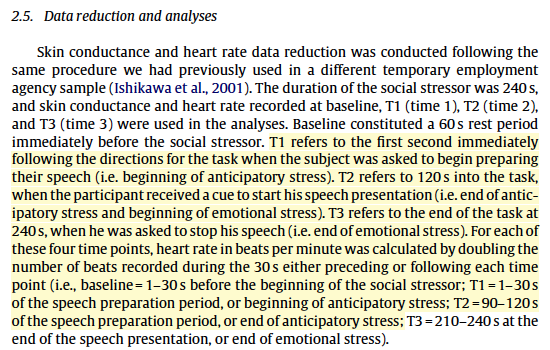 2.5. Data reduction and analyses
Skin conductance and heart rate data reduction was conducted following the
same procedure we had previously used in a different temporary employment
agency sample (Ishikawa et al., 2001). The duration of the social stressor was 240 s,
and skin conductance and heart rate recorded at baseline, T1 (time 1), T2 (time 2),
and T3 (time 3) were used in the analyses. Baseline constituted a 60 s rest period
immediately before the social stressor. T1 refers to the first second immediately
following the directions for the task when the subject was asked to begin preparing
their speech (i.e. beginning of anticipatory stress). T2 refers to 120 s into the task,
when the participant received a cue to start his speech presentation (i.e. end of antic-
ipatory stress and beginning of emotional stress). T3 refers to the end of the task at
240 s, when he was asked to stop his speech (i.e. end of emotional stress). For each of
these four time points, heart rate in beats per minute was calculated by doubling the
number of beats recorded during the 30 s either preceding or following each time
point (i.e., baseline = 1–30 s before the beginning of the social stressor; T1 = 1–30 s
of the speech preparation period, or beginning of anticipatory stress; T2 = 90–120 s
of the speech preparation period, or end of anticipatory stress; T3 = 210–240 s at the
end of the speech presentation, or end of emotional stress).